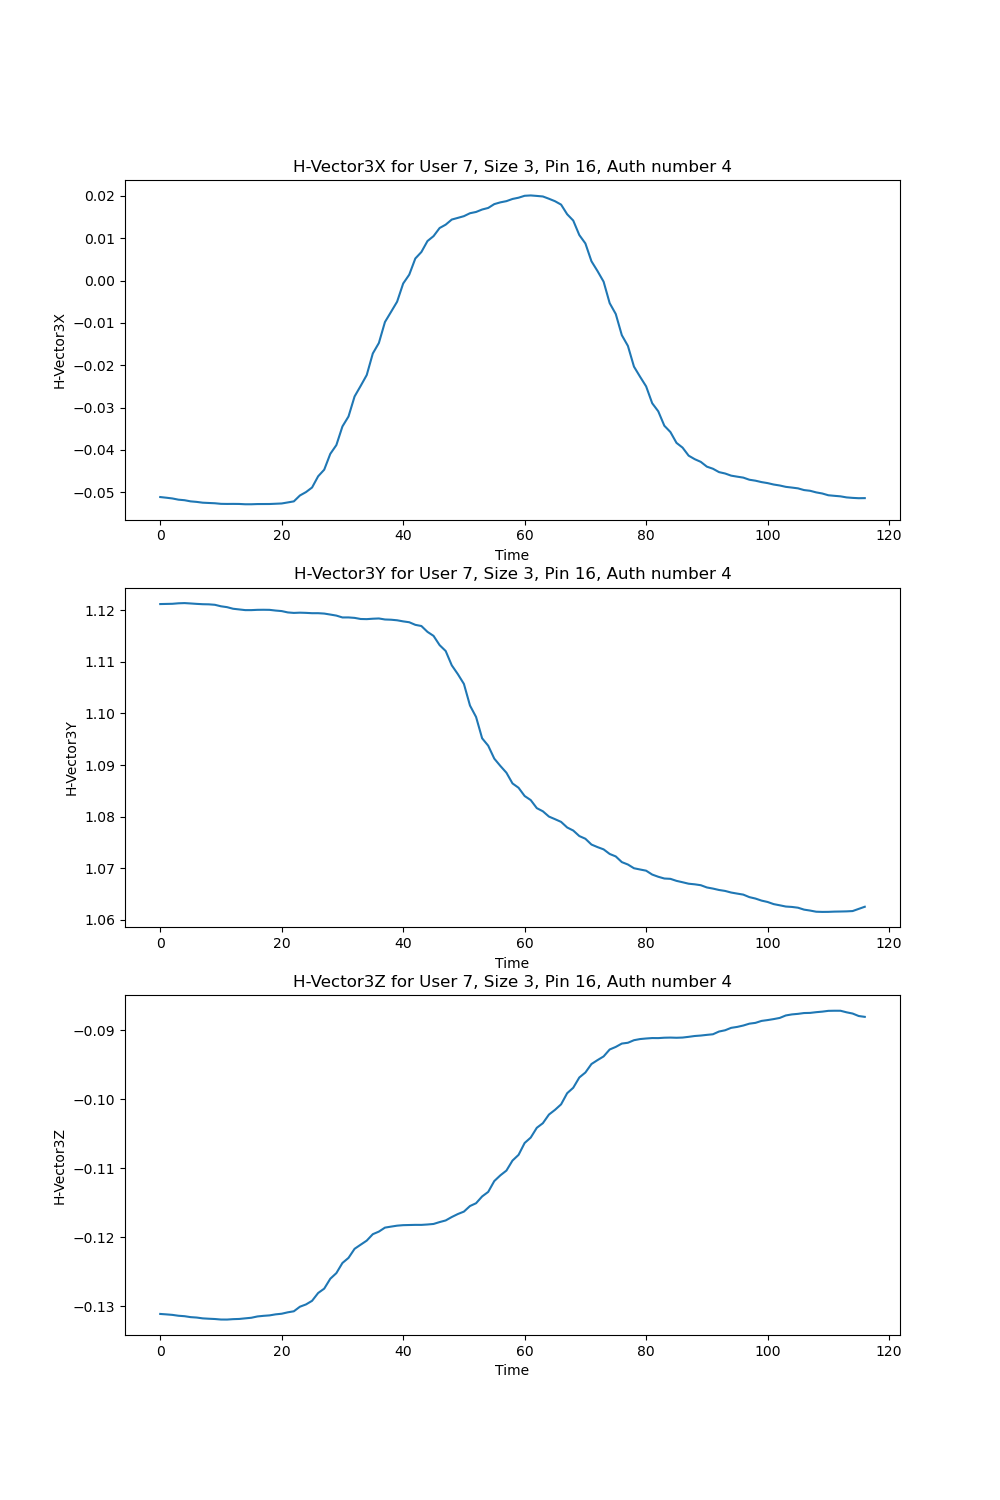 H-Vector3X for User 7, Size 3, Pin 16, Auth number 4
0.02
0.01
0.00
−0.01
−0.02
−0.03
−0.04
−0.05
H-Vector3X
0 20 40 60 80 100 120
Time
H-Vector3Y for User 7, Size 3, Pin 16, Auth number 4
1.12
1.11
1.10
1.09
1.08
1.07
1.06
H-Vector3Y
0 20 40 60 80 100 120
Time
H-Vector3Z for User 7, Size 3, Pin 16, Auth number 4
−0.09
−0.10
−0.11
−0.12
−0.13
H-Vector3Z
0 20 40 60 80 100 120
Time